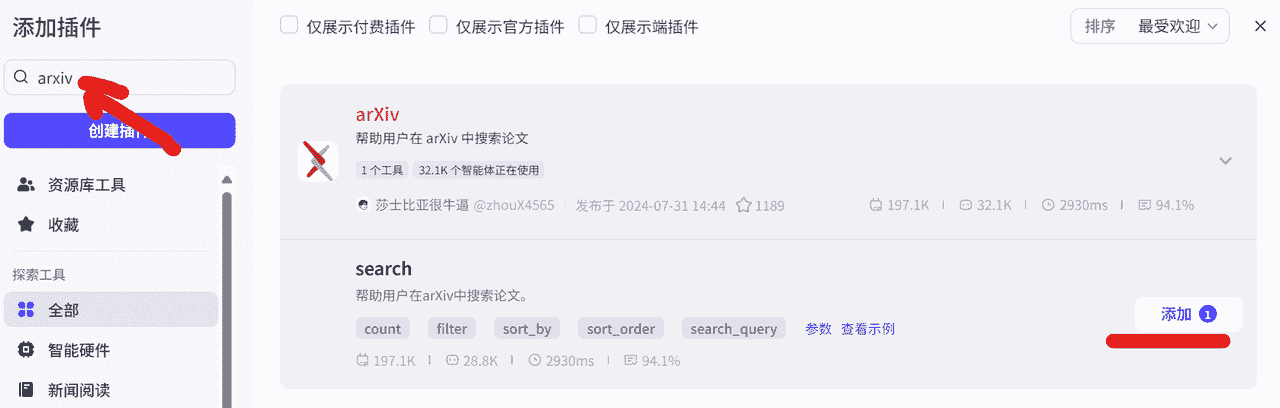 添加插件
仅展示付费插件 仅展示官方插件 仅展示端插件
排序 最受欢迎
arxiv
创建插件
资源库工具
收藏
探索工具
全部
智能硬件
新闻阅读
arXiv
帮助用户在 arXiv 中搜索论文
1 个工具 32.1K 个智能体正在使用
莎士比亚很牛逼 @zhouX4565 发布于 2024-07-31 14:44 1189 197.1K 32.1K 2930ms 94.1%
search
帮助用户在arXiv中搜索论文。
添加 1
count filter sort_by sort_order search_query 参数 查看示例
197.1K 28.8K 2930ms 94.1%